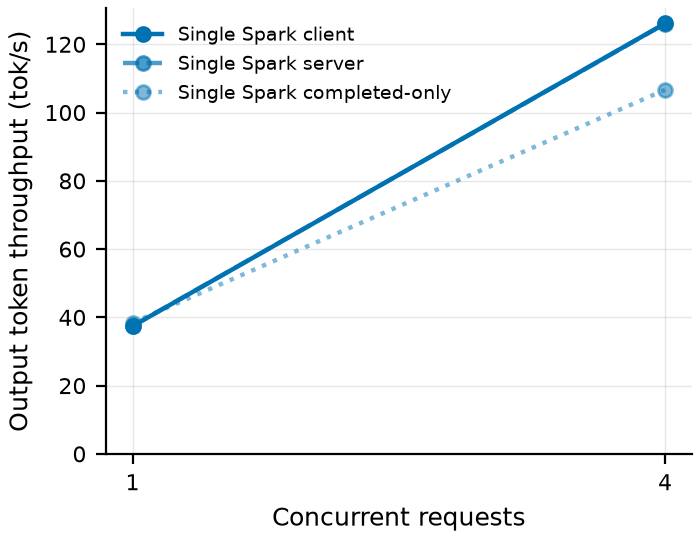 Single Spark client
Single Spark server
Single Spark completed-only
Output token throughput (tok/s)
120
100
80
60
40
20
0
1
4
Concurrent requests